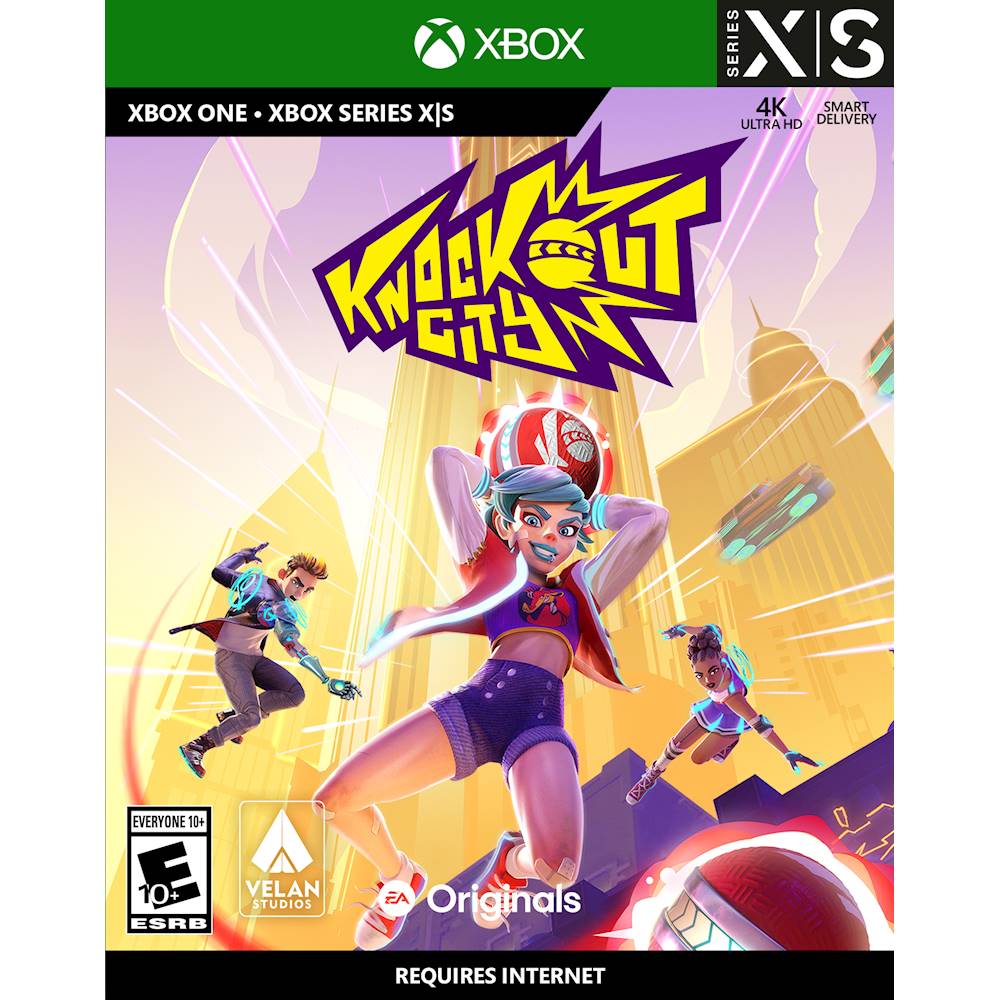 XBOX
SERIES X|S
XBOX ONE • XBOX SERIES X|S
4K
ULTRA HD
SMART
DELIVERY
KNOCKOUT
CITY
EVERYONE 10+
E
10+
ESRB
VELAN
STUDIOS
EA Originals
REQUIRES INTERNET